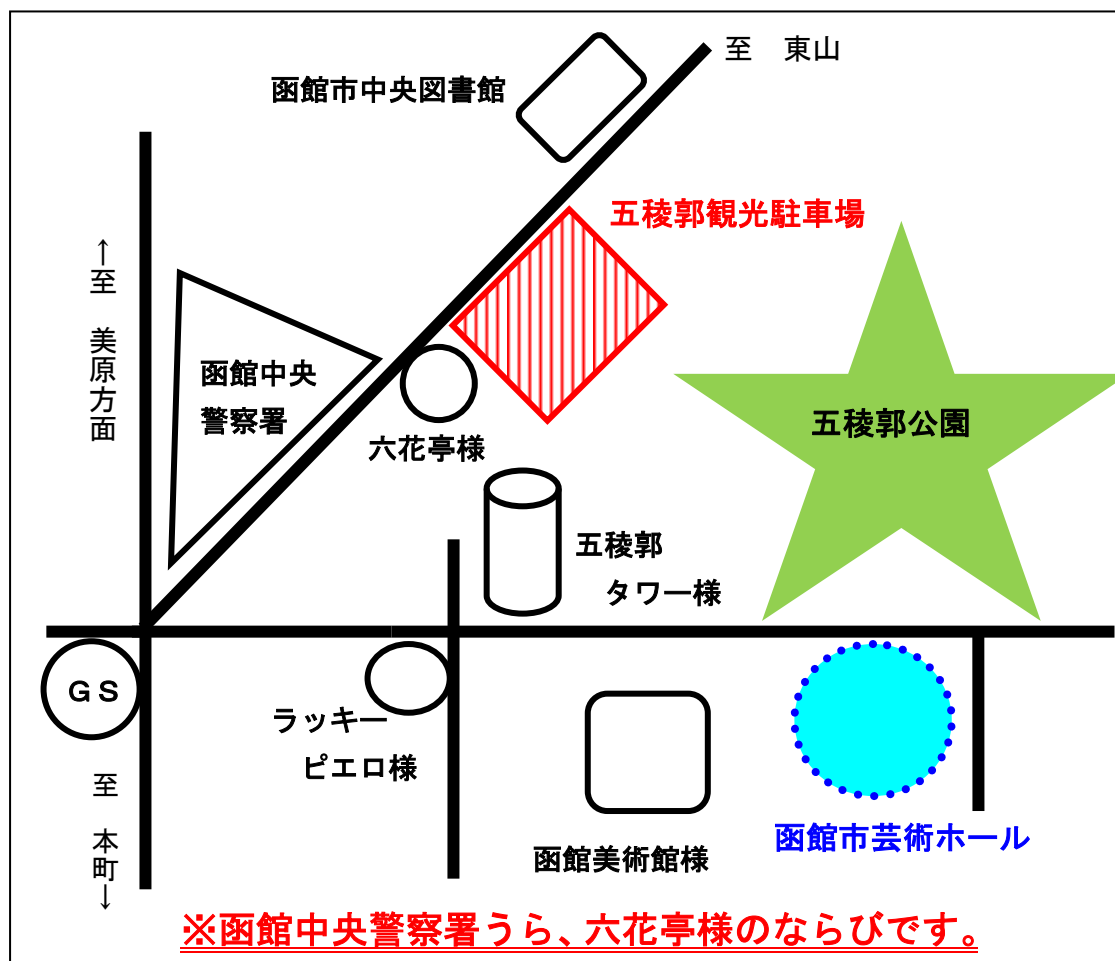 至　東山
函館市中央図書館
五稜郭観光駐車場
↑至　美原方面
函館中央
警察署
五稜郭公園
六花亭様
五稜郭
タワー様
ＧＳ
ラッキー
ピエロ様
至　本町↓
函館市芸術ホール
函館美術館様
※函館中央警察署うら、六花亭様のならびです。